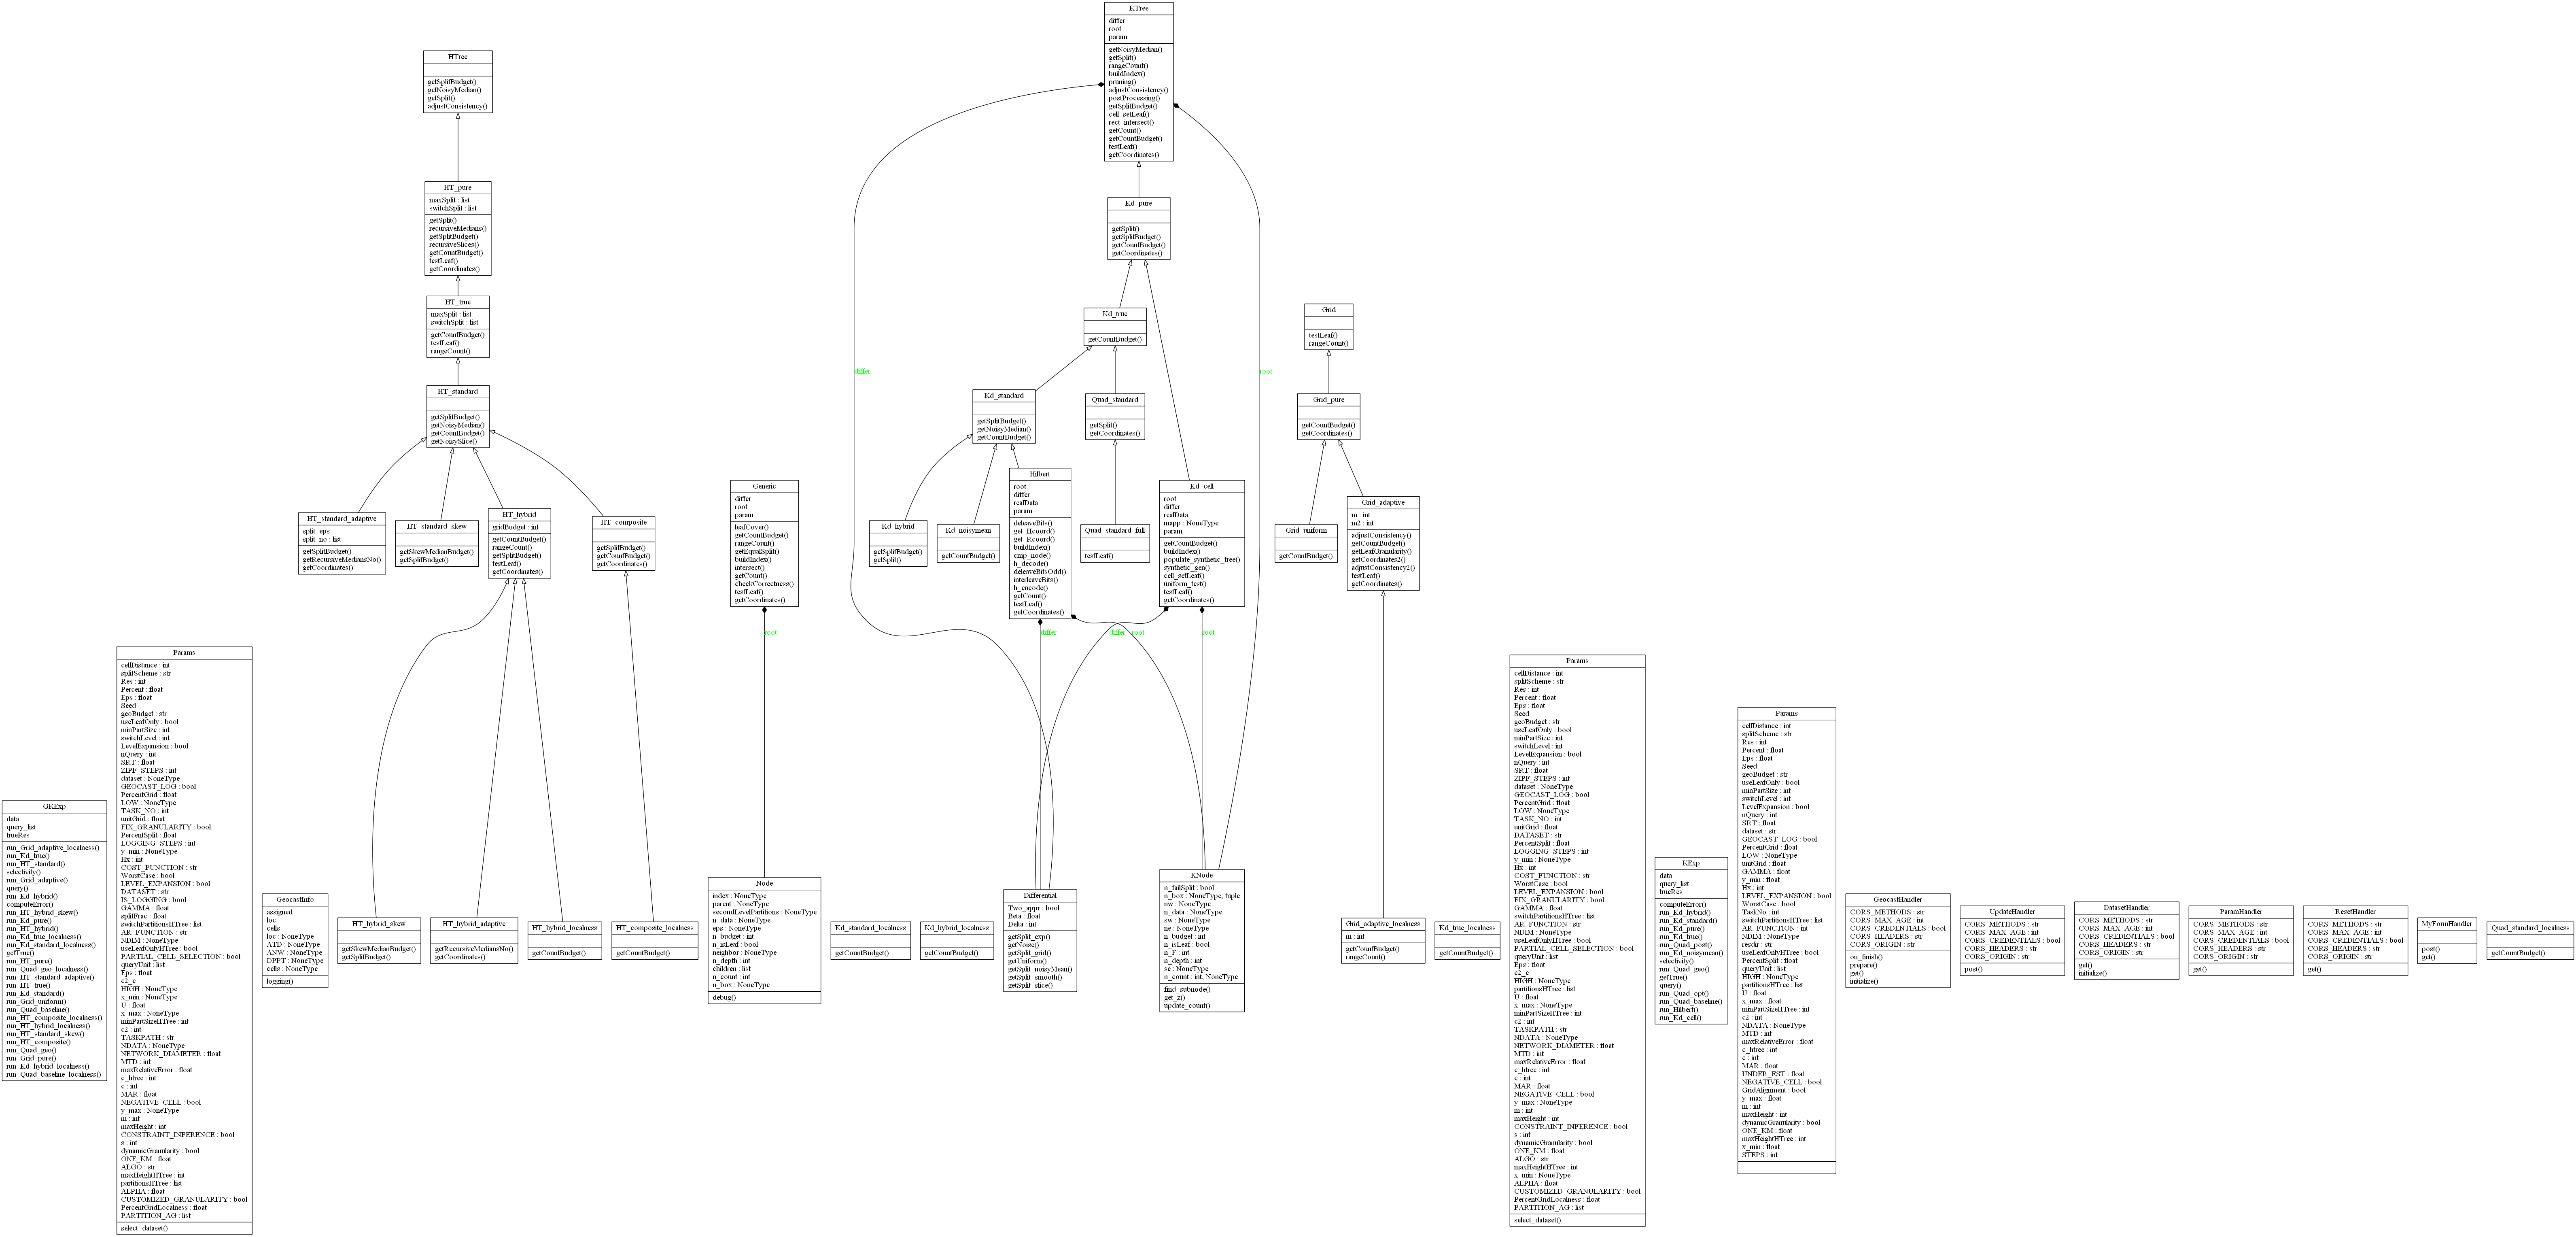 KTree
differ
root
param
getNoisyMedian()
getSplit()
rangeCount()
buildIndex()
pruning()
adjustConsistency()
postProcessing()
getSplitBudget()
cell_setLeaf()
rect_intersect()
getCount()
getCountBudget()
testLeaf()
getCoordinates()
HTree
getSplitBudget()
getNoisyMedian()
getSplit()
adjustConsistency()
HT_pure
maxSplit : list
switchSplit : list
getSplit()
recursiveMedians()
getSplitBudget()
recursiveSlices()
getCountBudget()
testLeaf()
getCoordinates()
Kd_pure
getSplit()
getSplitBudget()
getCountBudget()
getCoordinates()
HT_true
maxSplit : list
switchSplit : list
getCountBudget()
testLeaf()
rangeCount()
Kd_true
getCountBudget()
Grid
testLeaf()
rangeCount()
differ
root
HT_standard
getSplitBudget()
getNoisyMedian()
getCountBudget()
getNoisySlice()
Kd_standard
getSplitBudget()
getNoisyMedian()
getCountBudget()
Quad_standard
getSplit()
getCoordinates()
Grid_pure
getCountBudget()
getCoordinates()
HT_standard_adaptive
split_eps
split_no : list
getSplitBudget()
getRecursiveMediansNo()
getCoordinates()
HT_standard_skew
getSkewMedianBudget()
getSplitBudget()
HT_hybrid
gridBudget : int
getCountBudget()
rangeCount()
getSplitBudget()
testLeaf()
getCoordinates()
HT_composite
getSplitBudget()
getCountBudget()
getCoordinates()
Generic
differ
root
param
leafCover()
getCountBudget()
rangeCount()
getEqualSplit()
buildIndex()
intersect()
getCount()
checkCorrectness()
testLeaf()
getCoordinates()
Kd_hybrid
getSplitBudget()
getSplit()
Kd_noisymean
getCountBudget()
Hilbert
root
differ
realData
param
deleaveBits()
get_Hcoord()
get_Rcoord()
buildIndex()
cmp_node()
h_decode()
deleaveBitsOdd()
interleaveBits()
h_encode()
getCount()
testLeaf()
getCoordinates()
Quad_standard_full
testLeaf()
Kd_cell
root
differ
realData
mapp : NoneType
param
getCountBudget()
buildIndex()
populate_synthetic_tree()
synthetic_gen()
cell_setLeaf()
uniform_test()
testLeaf()
getCoordinates()
Grid_uniform
getCountBudget()
Grid_adaptive
m : int
m2 : int
adjustConsistency()
getCountBudget()
getLeafGranularity()
getCoordinates2()
adjustConsistency2()
testLeaf()
getCoordinates()
root
differ
differ
root
root
GKExp
data
query_list
trueRes
run_Grid_adaptive_localness()
run_Kd_true()
run_HT_standard()
selectivity()
run_Grid_adaptive()
query()
run_Kd_hybrid()
computeError()
run_HT_hybrid_skew()
run_Kd_pure()
run_HT_hybrid()
run_Kd_true_localness()
run_Kd_standard_localness()
getTrue()
run_HT_pure()
run_Quad_geo_localness()
run_HT_standard_adaptive()
run_HT_true()
run_Kd_standard()
run_Grid_uniform()
run_Quad_baseline()
run_HT_composite_localness()
run_HT_hybrid_localness()
run_HT_standard_skew()
run_HT_composite()
run_Quad_geo()
run_Grid_pure()
run_Kd_hybrid_localness()
run_Quad_baseline_localness()
Params
cellDistance : int
splitScheme : str
Res : int
Percent : float
Eps : float
Seed
geoBudget : str
useLeafOnly : bool
minPartSize : int
switchLevel : int
LevelExpansion : bool
nQuery : int
SRT : float
ZIPF_STEPS : int
dataset : NoneType
GEOCAST_LOG : bool
PercentGrid : float
LOW : NoneType
TASK_NO : int
unitGrid : float
FIX_GRANULARITY : bool
PercentSplit : float
LOGGING_STEPS : int
y_min : NoneType
Hx : int
COST_FUNCTION : str
WorstCase : bool
LEVEL_EXPANSION : bool
DATASET : str
IS_LOGGING : bool
GAMMA : float
splitFrac : float
switchPartitionsHTree : list
AR_FUNCTION : str
NDIM : NoneType
useLeafOnlyHTree : bool
PARTIAL_CELL_SELECTION : bool
queryUnit : list
Eps : float
c2_c
HIGH : NoneType
x_min : NoneType
U : float
x_max : NoneType
minPartSizeHTree : int
c2 : int
TASKPATH : str
NDATA : NoneType
NETWORK_DIAMETER : float
MTD : int
maxRelativeError : float
c_htree : int
c : int
MAR : float
NEGATIVE_CELL : bool
y_max : NoneType
m : int
maxHeight : int
CONSTRAINT_INFERENCE : bool
s : int
dynamicGranularity : bool
ONE_KM : float
ALGO : str
maxHeightHTree : int
partitionsHTree : list
ALPHA : float
CUSTOMIZED_GRANULARITY : bool
PercentGridLocalness : float
PARTITION_AG : list
select_dataset()
GeocastInfo
assigned
loc
cells
loc : NoneType
ATD : NoneType
ANW : NoneType
DPPT : NoneType
cells : NoneType
logging()
HT_hybrid_skew
getSkewMedianBudget()
getSplitBudget()
HT_hybrid_adaptive
getRecursiveMediansNo()
getCoordinates()
HT_hybrid_localness
getCountBudget()
HT_composite_localness
getCountBudget()
Node
index : NoneType
parent : NoneType
secondLevelPartitions : NoneType
n_data : NoneType
eps : NoneType
n_budget : int
n_isLeaf : bool
neighbor : NoneType
n_depth : int
children : list
n_count : int
n_box : NoneType
debug()
Kd_standard_localness
getCountBudget()
Kd_hybrid_localness
getCountBudget()
Differential
Two_appr : bool
Beta : float
Delta : int
getSplit_exp()
getNoise()
getSplit_grid()
getUniform()
getSplit_noisyMean()
getSplit_smooth()
getSplit_slice()
KNode
n_failSplit : bool
n_box : NoneType, tuple
nw : NoneType
n_data : NoneType
sw : NoneType
ne : NoneType
n_budget : int
n_isLeaf : bool
n_F : int
n_depth : int
se : NoneType
n_count : int, NoneType
find_subnode()
get_z()
update_count()
Grid_adaptive_localness
m : int
getCountBudget()
rangeCount()
Kd_true_localness
getCountBudget()
Params
cellDistance : int
splitScheme : str
Res : int
Percent : float
Eps : float
Seed
geoBudget : str
useLeafOnly : bool
minPartSize : int
switchLevel : int
LevelExpansion : bool
nQuery : int
SRT : float
ZIPF_STEPS : int
dataset : NoneType
GEOCAST_LOG : bool
PercentGrid : float
LOW : NoneType
TASK_NO : int
unitGrid : float
DATASET : str
PercentSplit : float
LOGGING_STEPS : int
y_min : NoneType
Hx : int
COST_FUNCTION : str
WorstCase : bool
LEVEL_EXPANSION : bool
FIX_GRANULARITY : bool
GAMMA : float
switchPartitionsHTree : list
AR_FUNCTION : str
NDIM : NoneType
useLeafOnlyHTree : bool
PARTIAL_CELL_SELECTION : bool
queryUnit : list
Eps : float
c2_c
HIGH : NoneType
partitionsHTree : list
U : float
x_max : NoneType
minPartSizeHTree : int
c2 : int
TASKPATH : str
NDATA : NoneType
NETWORK_DIAMETER : float
MTD : int
maxRelativeError : float
c_htree : int
c : int
MAR : float
NEGATIVE_CELL : bool
y_max : NoneType
m : int
maxHeight : int
CONSTRAINT_INFERENCE : bool
s : int
dynamicGranularity : bool
ONE_KM : float
ALGO : str
maxHeightHTree : int
x_min : NoneType
ALPHA : float
CUSTOMIZED_GRANULARITY : bool
PercentGridLocalness : float
PARTITION_AG : list
select_dataset()
KExp
data
query_list
trueRes
computeError()
run_Kd_hybrid()
run_Kd_standard()
run_Kd_pure()
run_Kd_true()
run_Quad_post()
run_Kd_noisymean()
selectivity()
run_Quad_geo()
getTrue()
query()
run_Quad_opt()
run_Quad_baseline()
run_Hilbert()
run_Kd_cell()
Params
cellDistance : int
splitScheme : str
Res : int
Percent : float
Eps : float
Seed
geoBudget : str
useLeafOnly : bool
minPartSize : int
switchLevel : int
LevelExpansion : bool
nQuery : int
SRT : float
dataset : str
GEOCAST_LOG : bool
PercentGrid : float
LOW : NoneType
unitGrid : float
GAMMA : float
y_min : float
Hx : int
LEVEL_EXPANSION : bool
WorstCase : bool
TaskNo : int
switchPartitionsHTree : list
AR_FUNCTION : int
NDIM : NoneType
resdir : str
useLeafOnlyHTree : bool
PercentSplit : float
queryUnit : list
HIGH : NoneType
partitionsHTree : list
U : float
x_max : float
minPartSizeHTree : int
c2 : int
NDATA : NoneType
MTD : int
maxRelativeError : float
c_htree : int
c : int
MAR : float
UNDER_EST : float
NEGATIVE_CELL : bool
GridAlignment : bool
y_max : float
m : int
maxHeight : int
dynamicGranularity : bool
ONE_KM : float
maxHeightHTree : int
x_min : float
STEPS : int
GeocastHandler
CORS_METHODS : str
CORS_MAX_AGE : int
CORS_CREDENTIALS : bool
CORS_HEADERS : str
CORS_ORIGIN : str
on_finish()
prepare()
get()
initialize()
UpdateHandler
CORS_METHODS : str
CORS_MAX_AGE : int
CORS_CREDENTIALS : bool
CORS_HEADERS : str
CORS_ORIGIN : str
post()
DatasetHandler
CORS_METHODS : str
CORS_MAX_AGE : int
CORS_CREDENTIALS : bool
CORS_HEADERS : str
CORS_ORIGIN : str
get()
initialize()
ParamHandler
CORS_METHODS : str
CORS_MAX_AGE : int
CORS_CREDENTIALS : bool
CORS_HEADERS : str
CORS_ORIGIN : str
get()
ResetHandler
CORS_METHODS : str
CORS_MAX_AGE : int
CORS_CREDENTIALS : bool
CORS_HEADERS : str
CORS_ORIGIN : str
get()
MyFormHandler
post()
get()
Quad_standard_localness
getCountBudget()